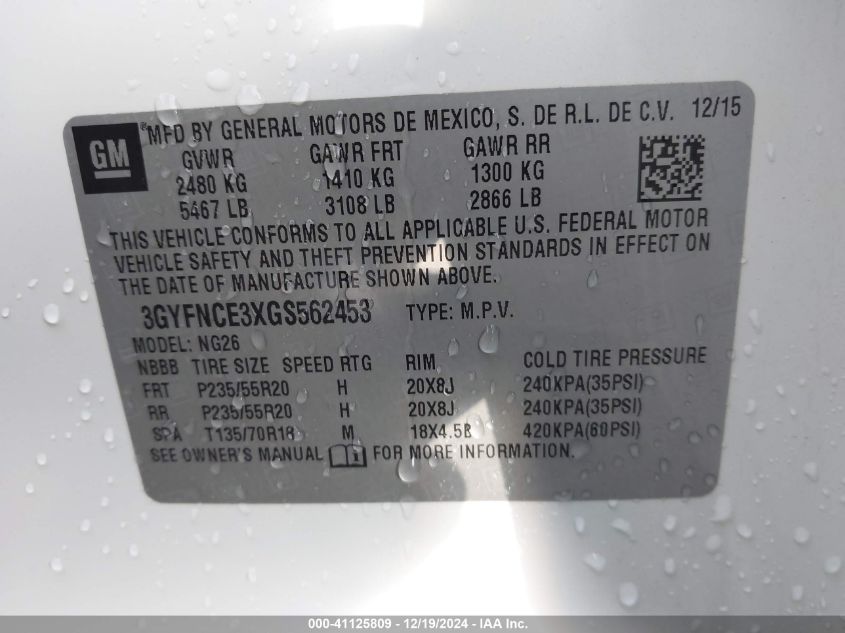 GM ® MFD BY GENERAL MOTORS DE MEXICO, S. DE R.L. DE C.V. 12/15
GVWR GAWR FRT GAWR RR
2480 KG 1410 KG 1300 KG
5467 LB 3108 LB 2866 LB
THIS VEHICLE CONFORMS TO ALL APPLICABLE U.S. FEDERAL MOTOR
VEHICLE SAFETY AND THEFT PREVENTION STANDARDS IN EFFECT ON
THE DATE OF MANUFACTURE SHOWN ABOVE.
3GYFNCE3XGS562453 TYPE: M.P.V.
MODEL: NG26
NBBB TIRE SIZE SPEED RTG RIM COLD TIRE PRESSURE
FRT P235/55R20 H 20X8J 240KPA(35PSI)
RR P235/55R20 H 20X8J 240KPA(35PSI)
SPA T135/70R18 M 18X4.5B 420KPA(60PSI)
SEE OWNER'S MANUAL FOR MORE INFORMATION.
000-41125809 - 12/19/2024 - IAA Inc.